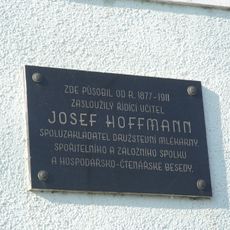 ZDE PŮSOBIL OD R. 1877-1911
ZASLOUŽILÝ ŘÍDÍCÍ UČITEL
JOSEF HOFFMANN
SPOLUZAKLADATEL DRUŽSTEVNÍ MLÉKÁRNY,
SPOŘITELNÍHO A ZÁLOŽNÍHO SPOLKU
A HOSPODÁŘSKO-ČTENÁŘSKÉ BESEDY.